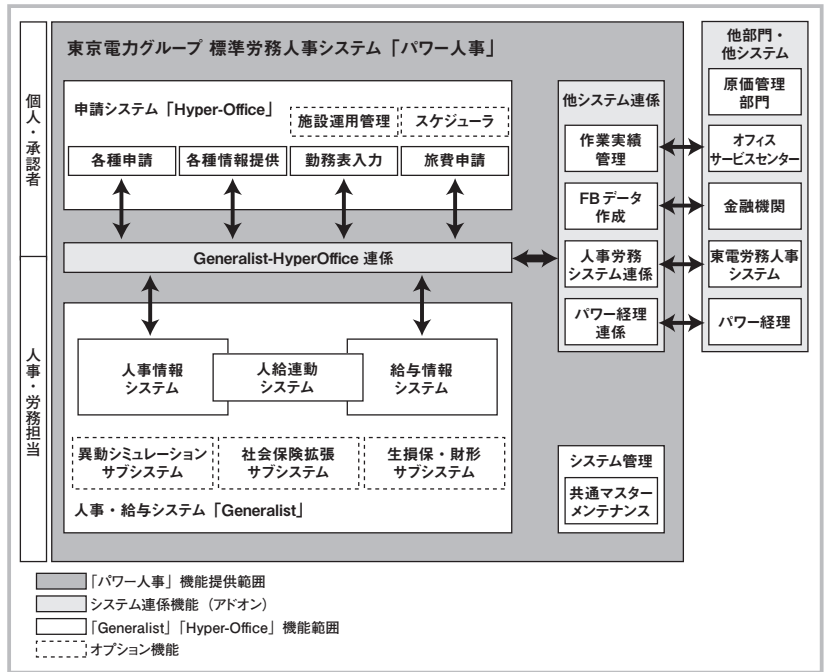 東京電力グループ 標準労務人事システム「パワー人事」
個人・承認者
人事・労務担当
申請システム「Hyper-Office」
施設運用管理
スケジューラ
各種申請
各種情報提供
勤務表入力
旅費申請
Generalist-HyperOffice 連係
人事情報
システム
人給連動
システム
給与情報
システム
異動シミュレーション
サブシステム
社会保険拡張
サブシステム
生損保・財形
サブシステム
人事・給与システム「Generalist」
他システム連係
作業実績
管理
FBデータ
作成
人事労務
システム連係
パワー経理
連係
システム管理
共通マスター
メンテナンス
他部門・
他システム
原価管理
部門
オフィス
サービスセンター
金融機関
東電労務人事
システム
パワー経理
「パワー人事」機能提供範囲
システム連係機能（アドオン）
「Generalist」「Hyper-Office」機能範囲
オプション機能